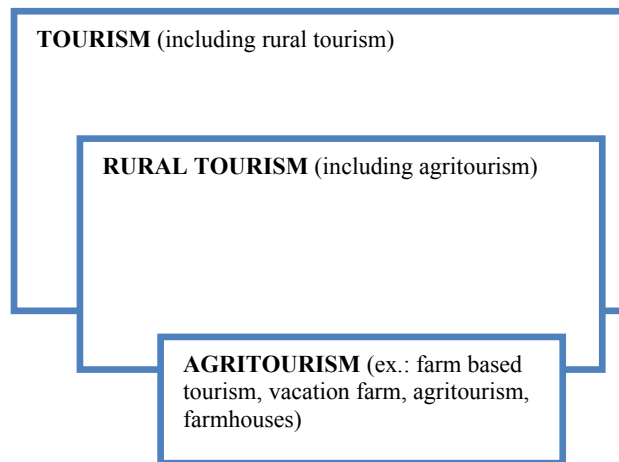 TOURISM (including rural tourism)
RURAL TOURISM (including agritourism)
AGRITOURISM (ex.: farm based
tourism, vacation farm, agritourism,
farmhouses)